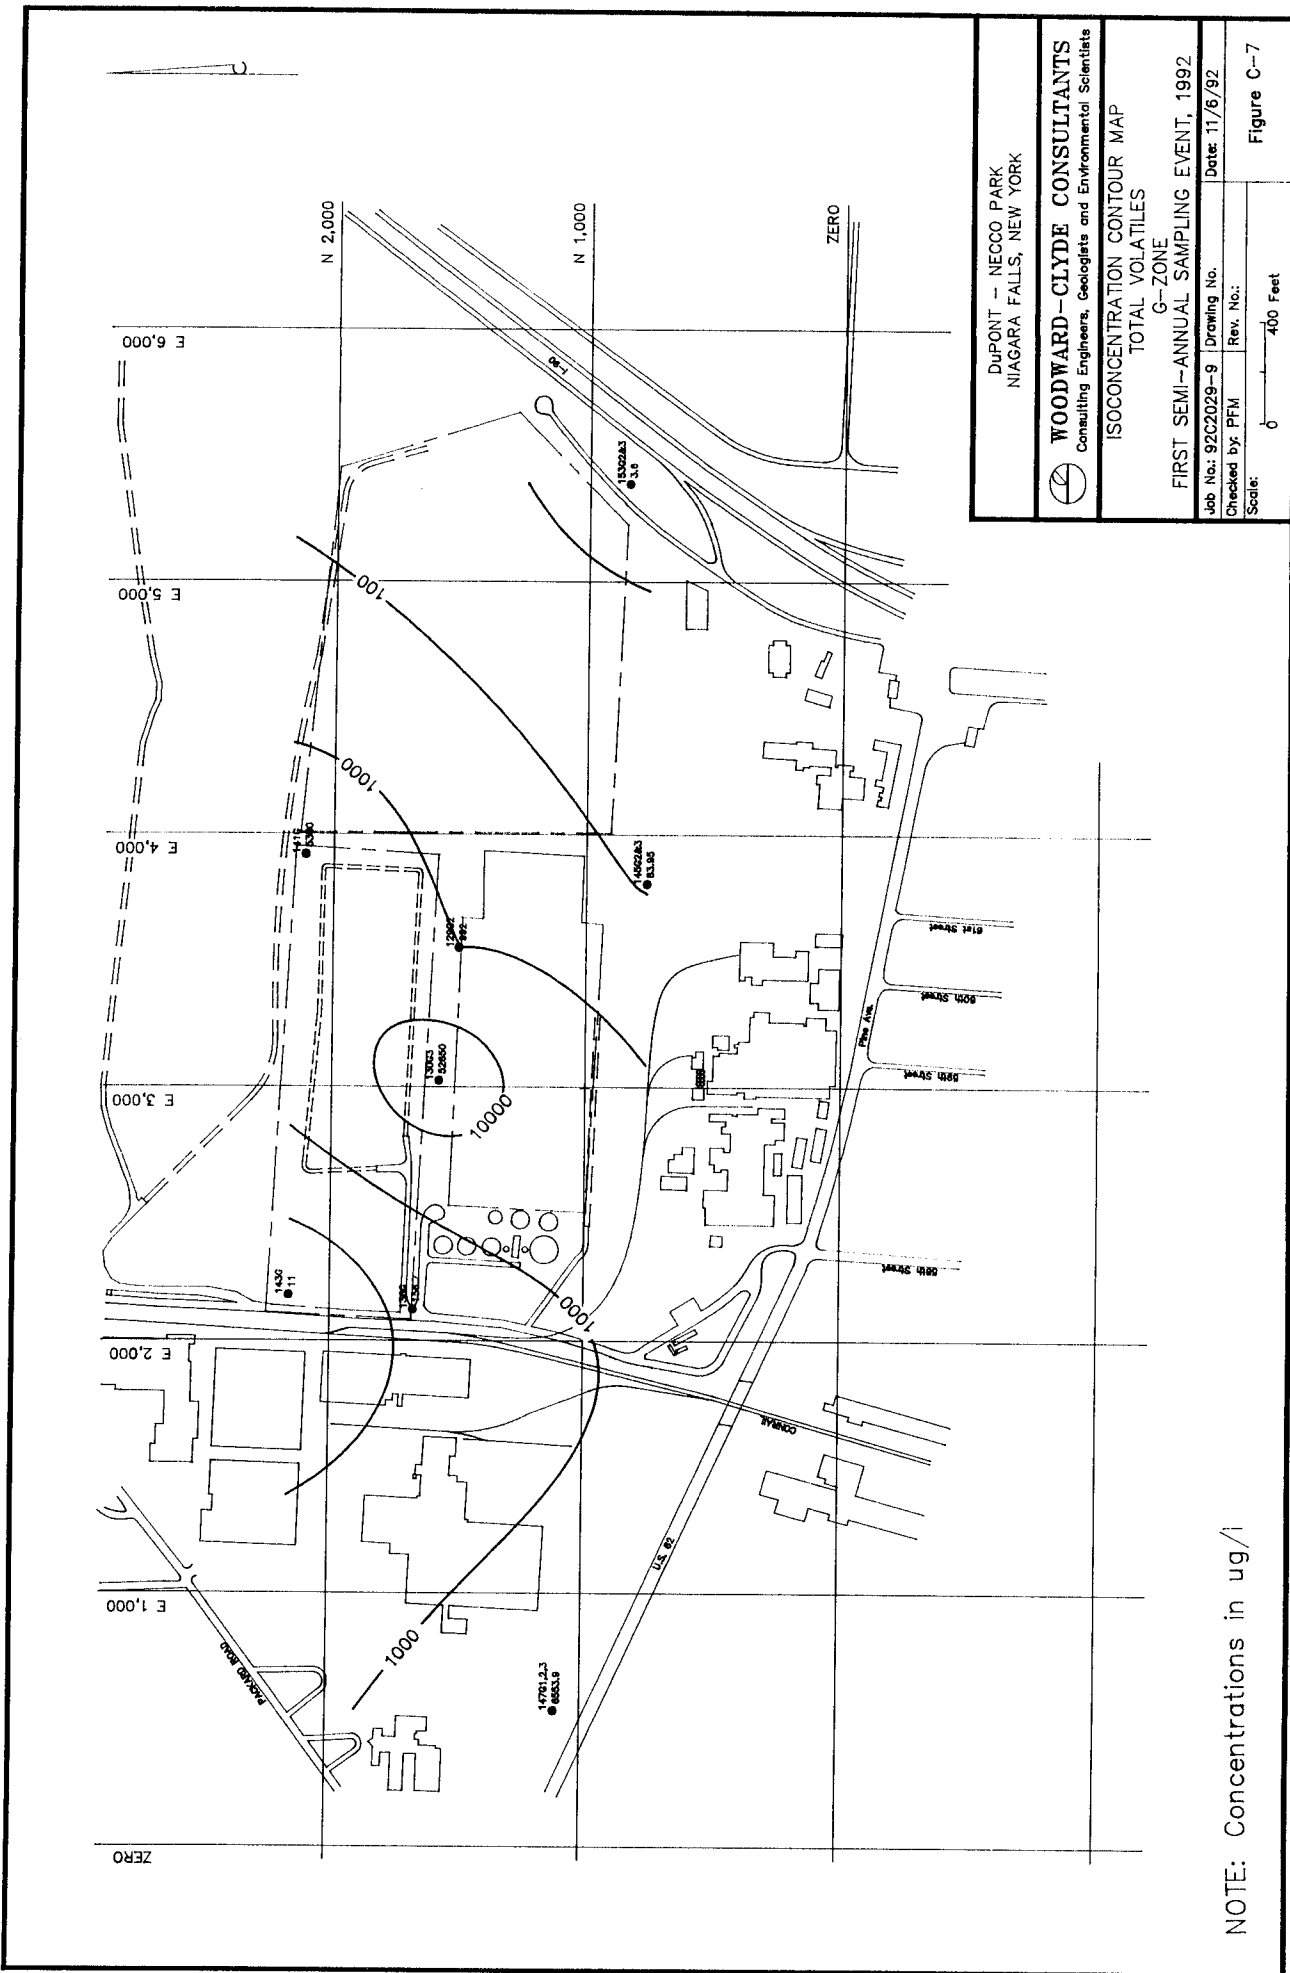 N 2,000
N 1,000
ZERO
E 6,000
E 5,000
E 4,000
E 3,000
E 2,000
E 1,000
ZERO
I-90
153G2&3
3.6
100
1000
141G
145G2&3
83.95
129G2
992
130G3
52650
10000
143G
11
1000
1000
147G1,2,3
6553.9
PACKARD ROAD
U.S. 62
CONRAIL
Pine Ave.
61st Street
60th Street
59th Street
58th Street
DuPONT - NECCO PARK
NIAGARA FALLS, NEW YORK
WOODWARD-CLYDE CONSULTANTS
Consulting Engineers, Geologists and Environmental Scientists
ISOCONCENTRATION CONTOUR MAP
TOTAL VOLATILES
G-ZONE
FIRST SEMI-ANNUAL SAMPLING EVENT, 1992
Job No.: 92C2029-9 Drawing No. Date: 11/6/92
Checked by: PFM Rev. No.:
Scale:
0 400 Feet
Figure C-7
NOTE: Concentrations in ug/l